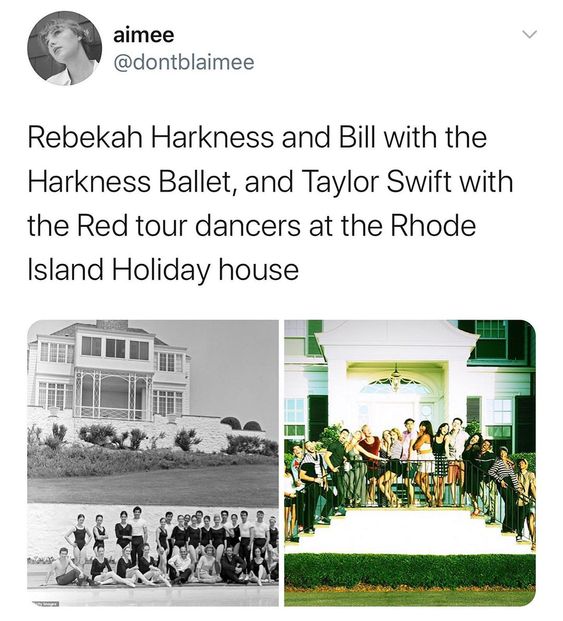 aimee
@dontblaimee
Rebekah Harkness and Bill with the
Harkness Ballet, and Taylor Swift with
the Red tour dancers at the Rhode
Island Holiday house